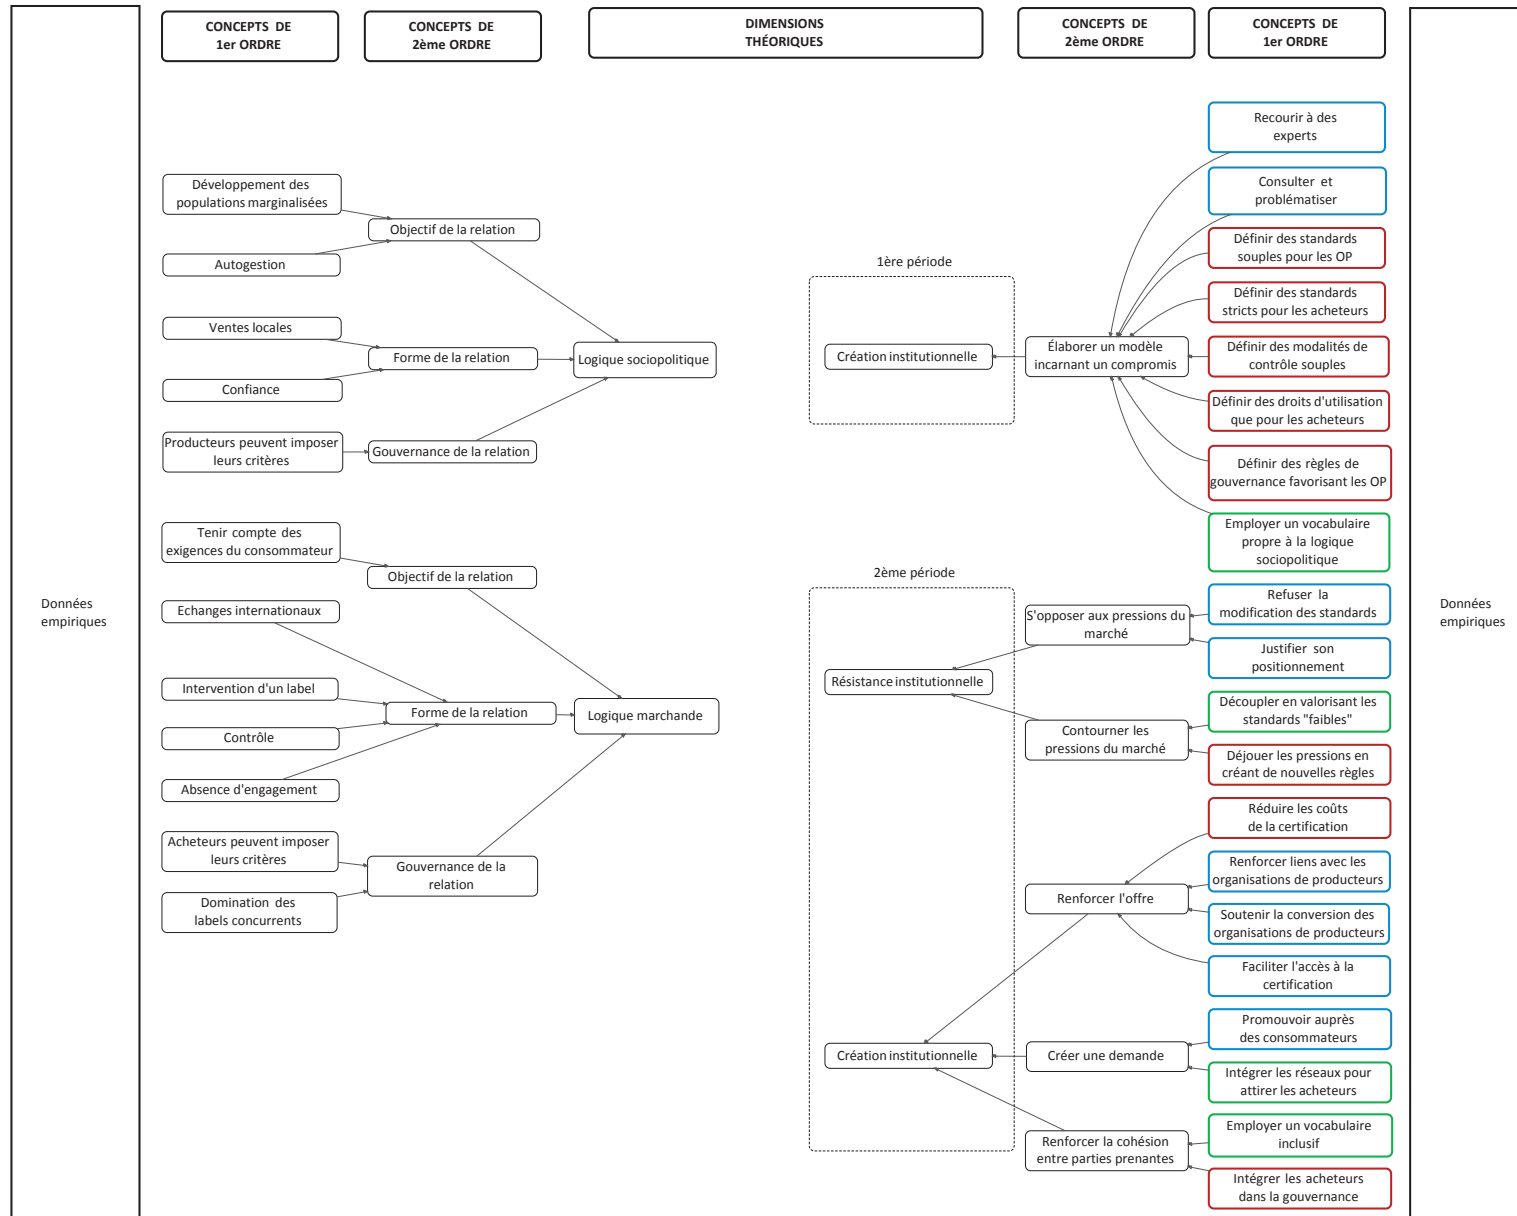 CONCEPTS DE
1er ORDRE
CONCEPTS DE
2ème ORDRE
DIMENSIONS
THÉORIQUES
CONCEPTS DE
2ème ORDRE
CONCEPTS DE
1er ORDRE
Données
empiriques
Développement des
populations marginalisées
Autogestion
Ventes locales
Confiance
Producteurs peuvent imposer
leurs critères
Tenir compte des
exigences du consommateur
Echanges internationaux
Intervention d'un label
Contrôle
Absence d'engagement
Acheteurs peuvent imposer
leurs critères
Domination des
labels concurrents
Objectif de la relation
Forme de la relation
Gouvernance de la relation
Objectif de la relation
Forme de la relation
Gouvernance de la
relation
Logique sociopolitique
Logique marchande
1ère période
Création institutionnelle
2ème période
Résistance institutionnelle
Création institutionnelle
Élaborer un modèle
incarnant un compromis
S'opposer aux pressions du
marché
Contourner les
pressions du marché
Renforcer l'offre
Créer une demande
Renforcer la cohésion
entre parties prenantes
Recourir à des
experts
Consulter et
problématiser
Définir des standards
souples pour les OP
Définir des standards
stricts pour les acheteurs
Définir des modalités de
contrôle souples
Définir des droits d'utilisation
que pour les acheteurs
Définir des règles de
gouvernance favorisant les OP
Employer un vocabulaire
propre à la logique
sociopolitique
Refuser la
modification des standards
Justifier son
positionnement
Découpler en valorisant les
standards "faibles"
Déjouer les pressions en
créant de nouvelles règles
Réduire les coûts
de la certification
Renforcer liens avec les
organisations de producteurs
Soutenir la conversion des
organisations de producteurs
Faciliter l'accès à la
certification
Promouvoir auprès
des consommateurs
Intégrer les réseaux pour
attirer les acheteurs
Employer un vocabulaire
inclusif
Intégrer les acheteurs
dans la gouvernance
Données
empiriques